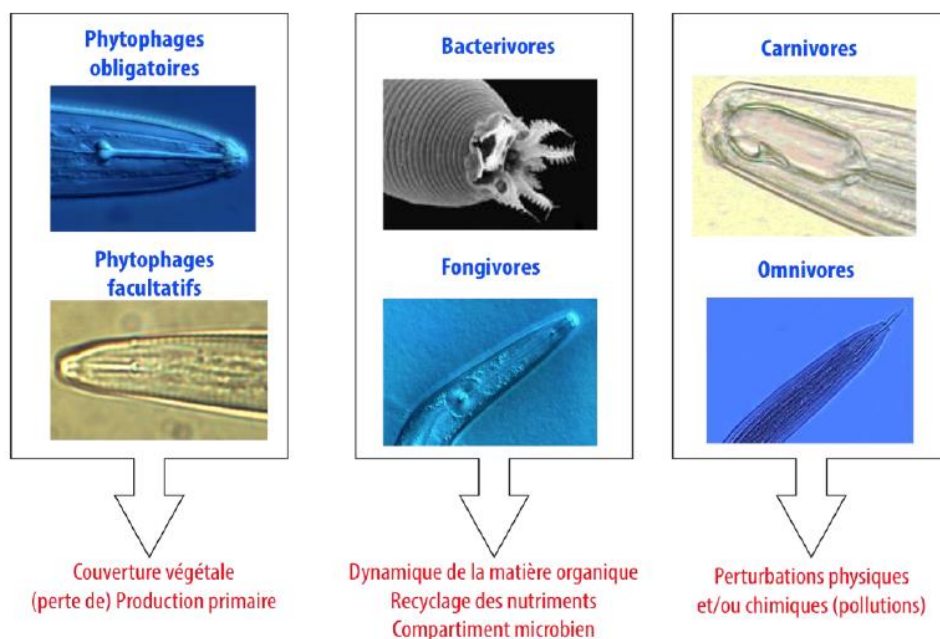 Phytophages
obligatoires
Phytophages
facultatifs
Couverture végétale
(perte de) Production primaire
Bacterivores
Fongivores
Dynamique de la matière organique
Recyclage des nutriments
Compartiment microbien
Carnivores
Omnivores
Perturbations physiques
et/ou chimiques (pollutions)